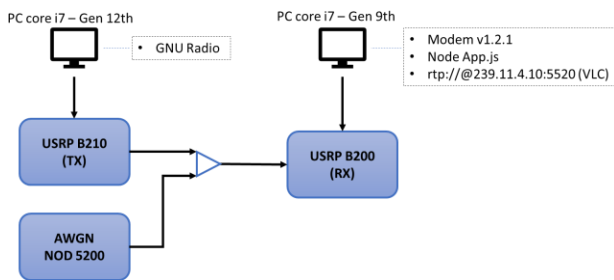 PC core i7 – Gen 12th
• GNU Radio
PC core i7 – Gen 9th
• Modem v1.2.1
• Node App.js
• rtp://@239.11.4.10:5520 (VLC)
USRP B210
(TX)
USRP B200
(RX)
AWGN
NOD 5200